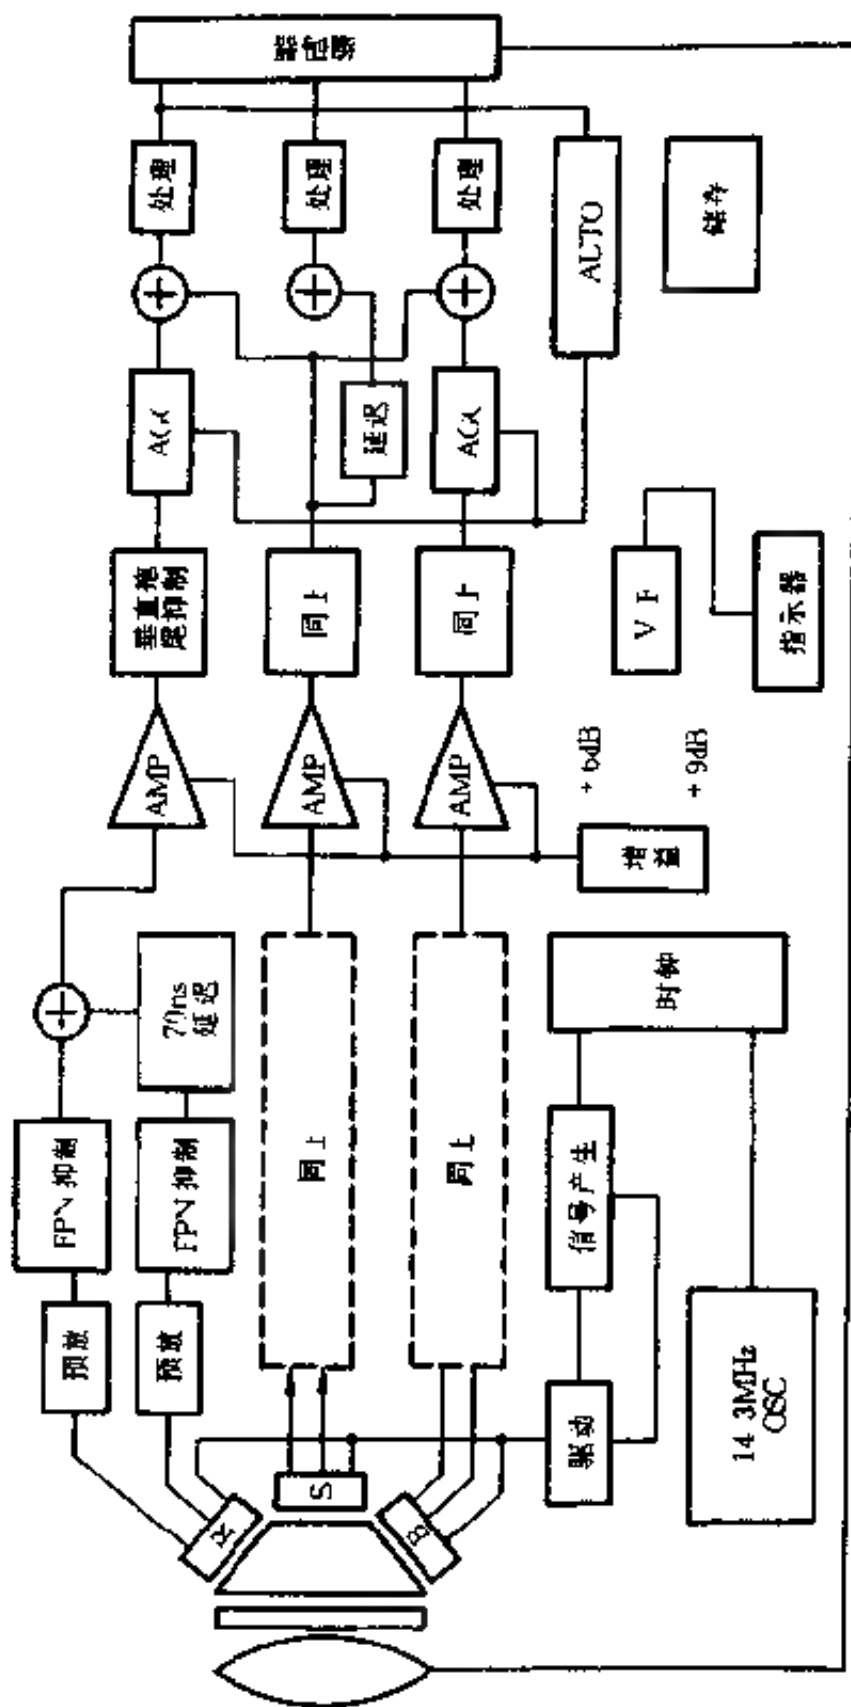 R
S
B
预放
预放
FPN 抑制
FPN 抑制
70ns
延迟
同上
同上
驱动
信号产生
时钟
14 3MHz
OSC
AMP
AMP
AMP
增益
+ 6dB
+ 9dB
垂直拖
尾抑制
同上
同上
V F
指示器
AGC
延迟
AGC
AUTO
处理
处理
处理
储存
编码器